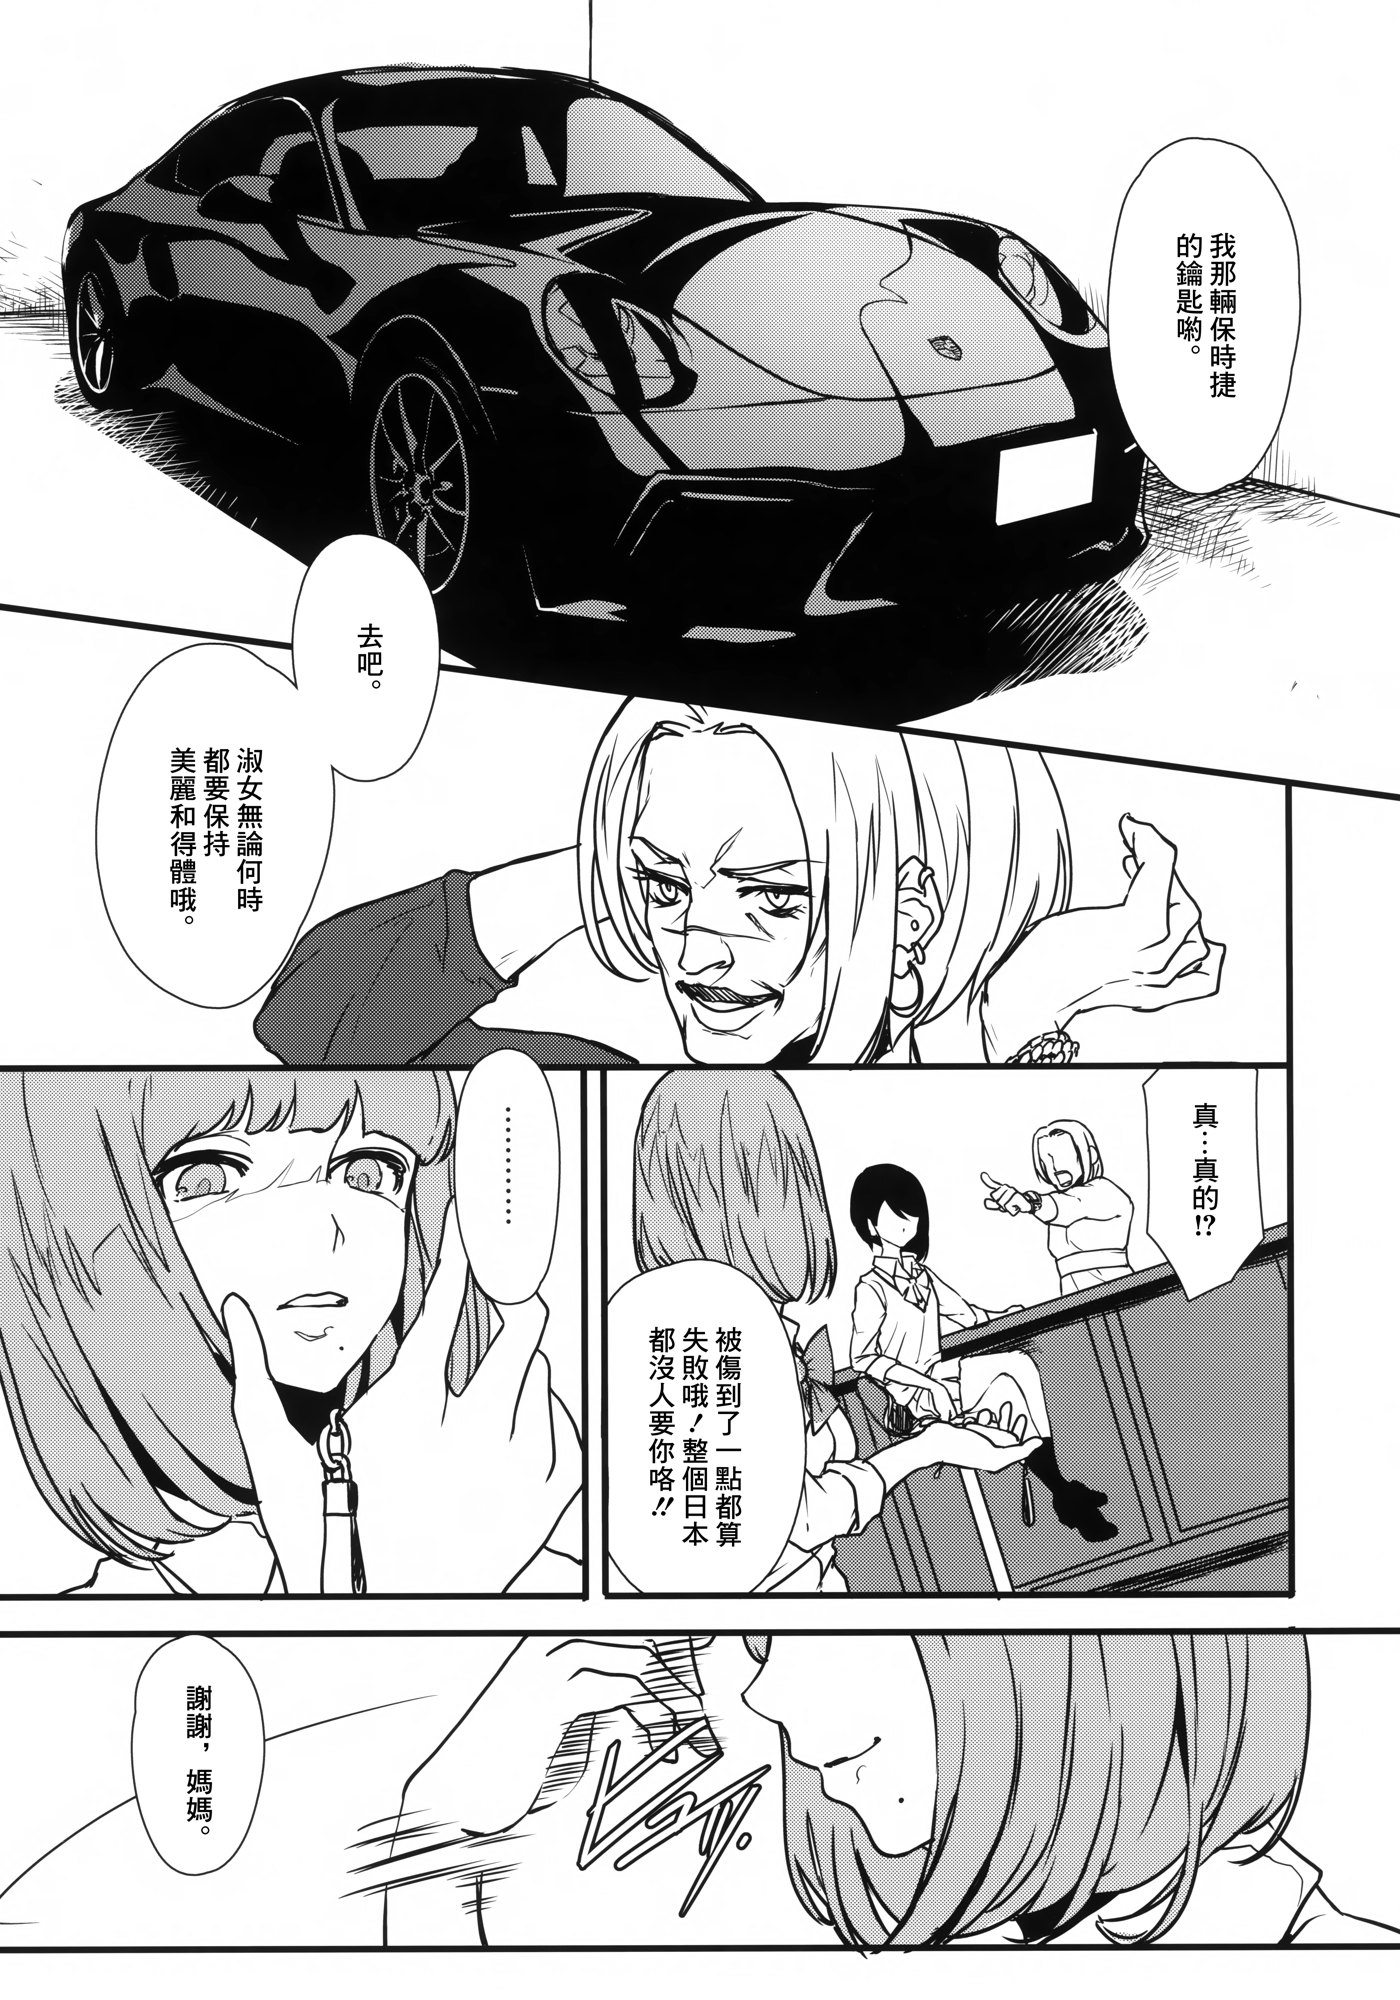 我那輛保時捷
的鑰匙喲。
去吧。
淑女無論何時
都要保持
美麗和得體哦。
真…真的!?
被傷到了一點都算
失敗哦！整個日本
都沒人要你咯!!
………
ピッ
謝謝，媽媽。